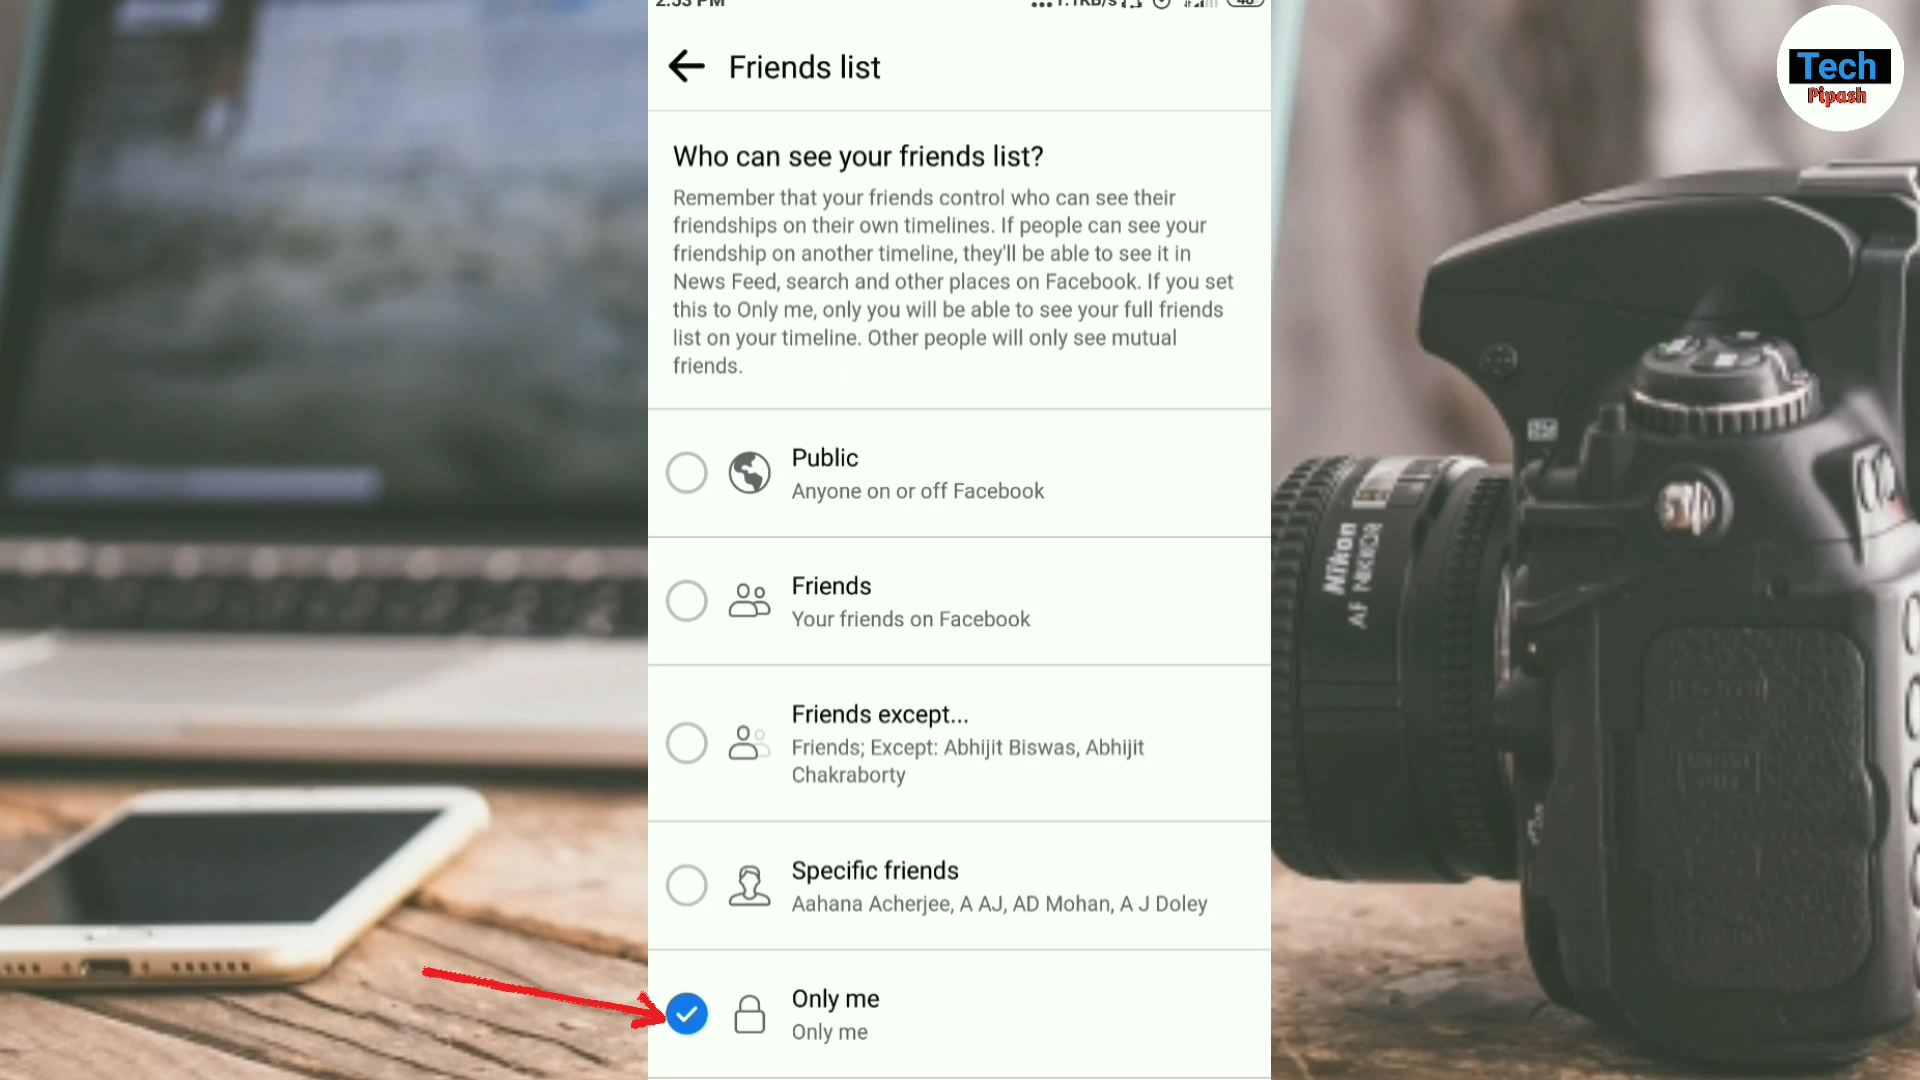 2:53 PM
Tech
Pipash
Friends list
Who can see your friends list?
Remember that your friends control who can see their
friendships on their own timelines. If people can see your
friendship on another timeline, they'll be able to see it in
News Feed, search and other places on Facebook. If you set
this to Only me, only you will be able to see your full friends
list on your timeline. Other people will only see mutual
friends.
Public
Anyone on or off Facebook
Friends
Your friends on Facebook
Friends except...
Friends; Except: Abhijit Biswas, Abhijit
Chakraborty
Specific friends
Aahana Acherjee, A AJ, AD Mohan, A J Doley
Only me
Only me
Nikon
AF NIKKOR